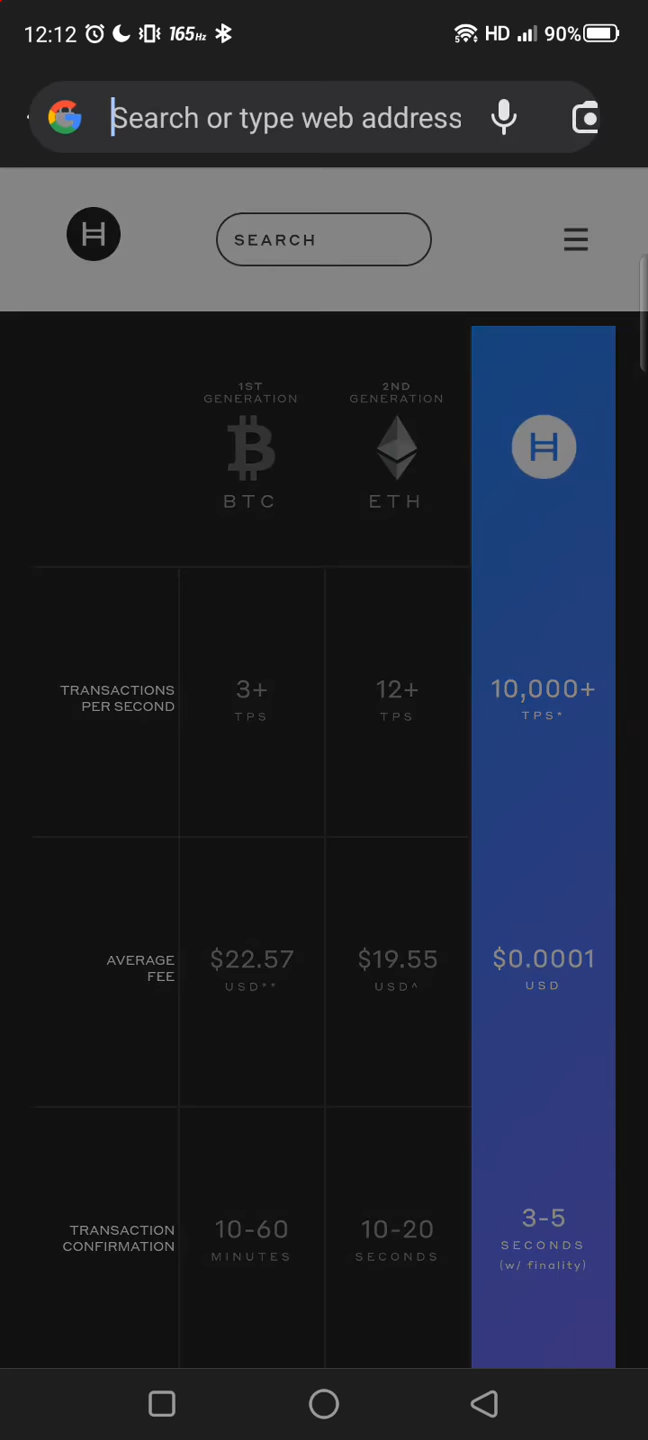 12:12 165Hz 5 HD 90%
Search or type web address
SEARCH
1ST
GENERATION
BTC
2ND
GENERATION
ETH
TRANSACTIONS
PER SECOND
3+
TPS
12+
TPS
10,000+
TPS*
AVERAGE
FEE
$22.57
USD**
$19.55
USD^
$0.0001
USD
TRANSACTION
CONFIRMATION
10-60
MINUTES
10-20
SECONDS
3-5
SECONDS
(w/ finality)